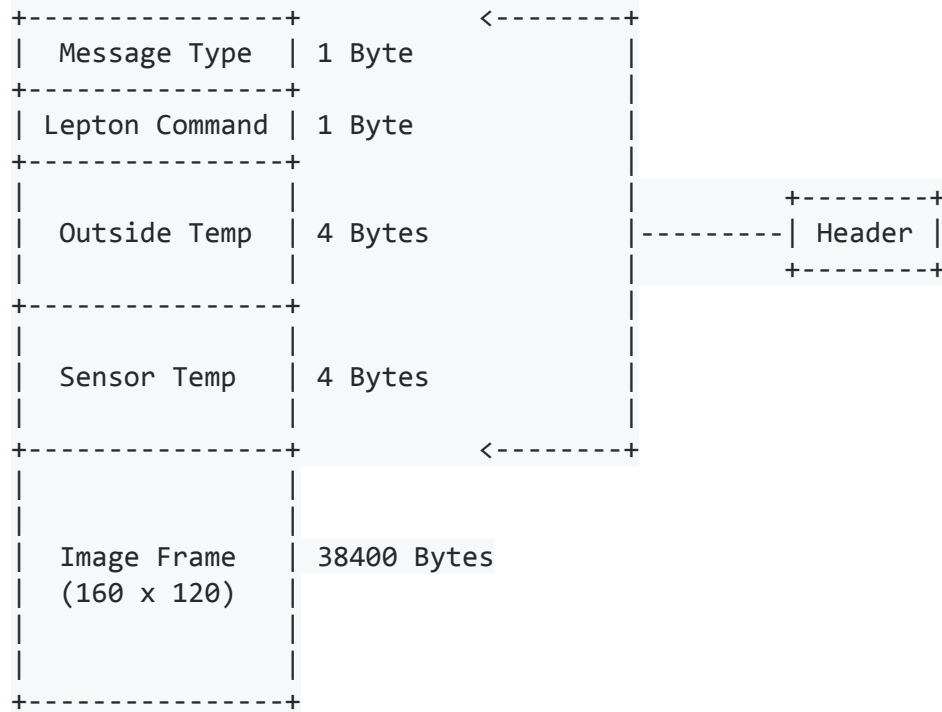 Message Type 1 Byte
Lepton Command 1 Byte
Outside Temp 4 Bytes Header
Sensor Temp 4 Bytes
Image Frame 38400 Bytes
(160 x 120)